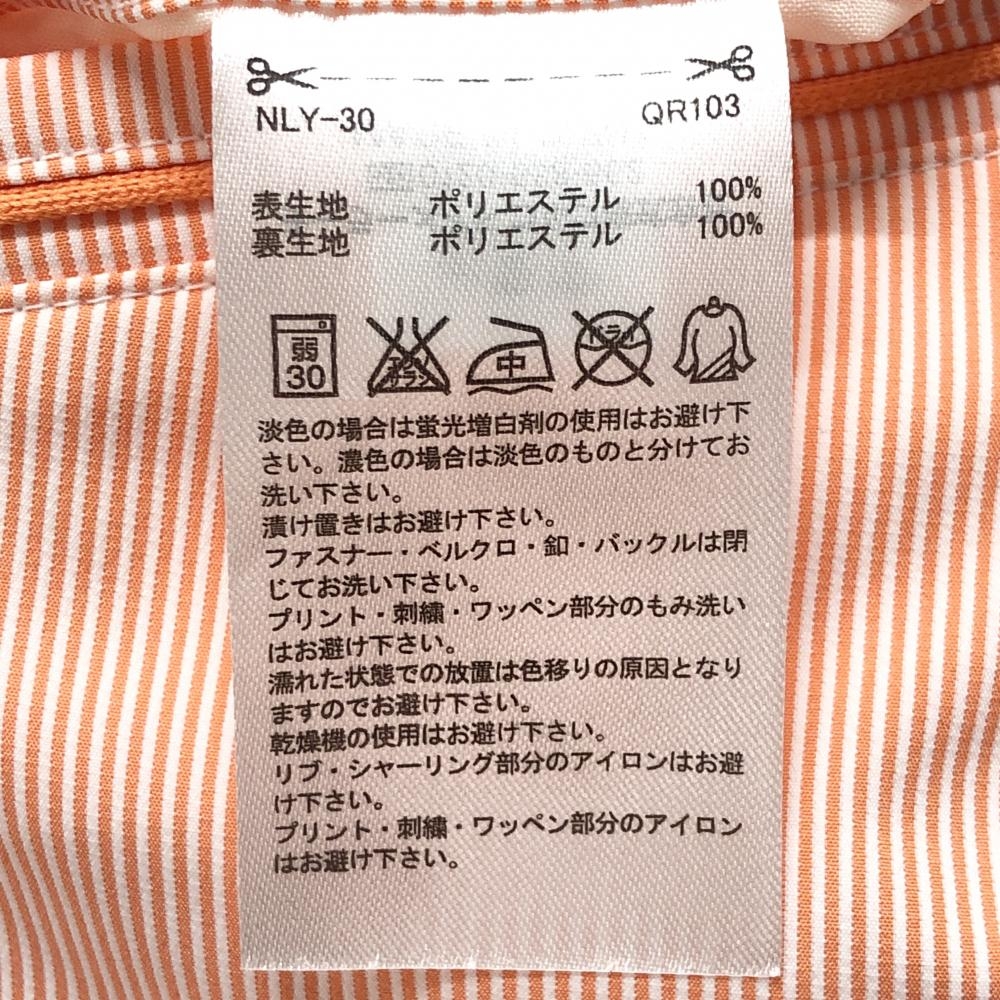 NLY-30 QR103
表生地 ポリエステル 100%
裏生地 ポリエステル 100%
弱 エンソ 中 ドライ
30 サラシ
淡色の場合は蛍光増白剤の使用はお避け下
さい。濃色の場合は淡色のものと分けてお
洗い下さい。
漬け置きはお避け下さい。
ファスナー・ベルクロ・釦・バックルは閉
じてお洗い下さい。
プリント・刺繍・ワッペン部分のもみ洗い
はお避け下さい。
濡れた状態での放置は色移りの原因となり
ますのでお避け下さい。
乾燥機の使用はお避け下さい。
リブ・シャーリング部分のアイロンはお避
け下さい。
プリント・刺繍・ワッペン部分のアイロン
はお避け下さい。